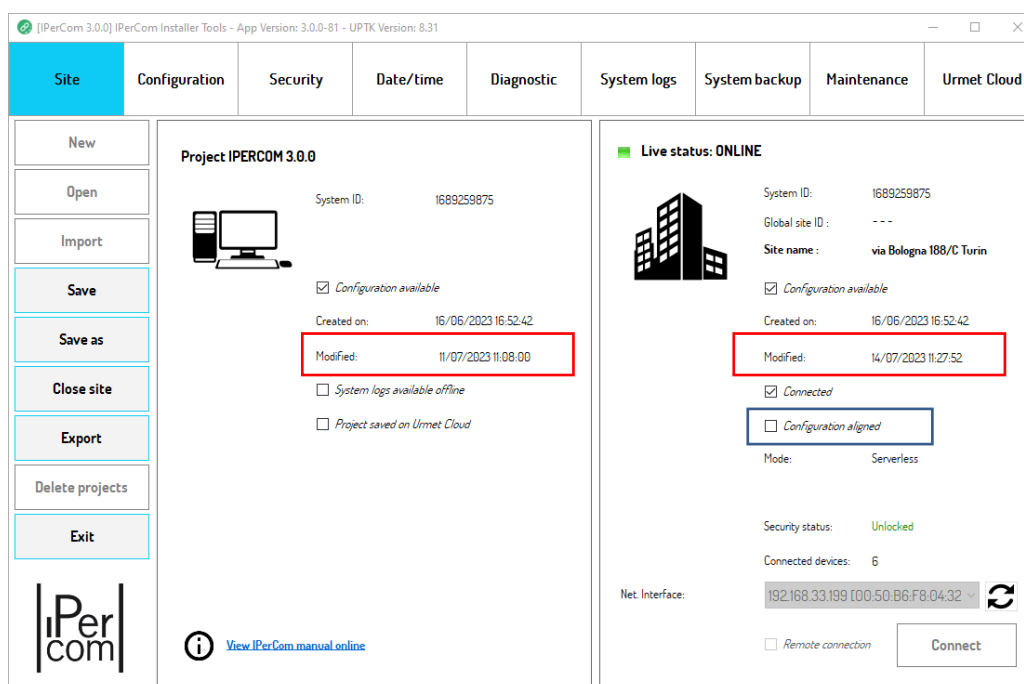 [IPerCom 3.0.0] IPerCom Installer Tools - App Version: 3.0.0-81 - UPTK Version: 8.31
Site
Configuration
Security
Date/time
Diagnostic
System logs
System backup
Maintenance
Urmet Cloud
New
Open
Import
Save
Save as
Close site
Export
Delete projects
Exit
IPer
com
Project IPERCOM 3.0.0
System ID: 1689259875
Configuration available
Created on: 16/06/2023 16:52:42
Modified: 11/07/2023 11:08:00
System logs available offline
Project saved on Urmet Cloud
View IPerCom manual online
Live status: ONLINE
System ID: 1689259875
Global site ID : - - -
Site name : via Bologna 188/C Turin
Configuration available
Created on: 16/06/2023 16:52:42
Modified: 14/07/2023 11:27:52
Connected
Configuration aligned
Mode: Serverless
Security status: Unlocked
Connected devices: 6
Net. Interface: 192.168.33.199 [00:50:B6:F8:04:32
Remote connection
Connect